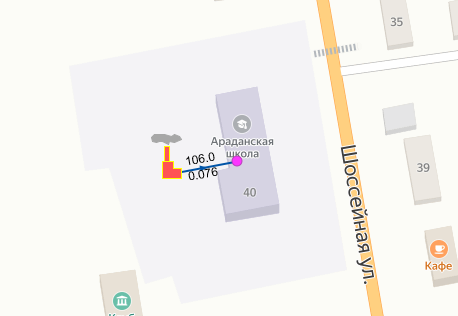 35
Араданская
школа
106.0
0.076
40
39
Шоссейная ул.
Кафе